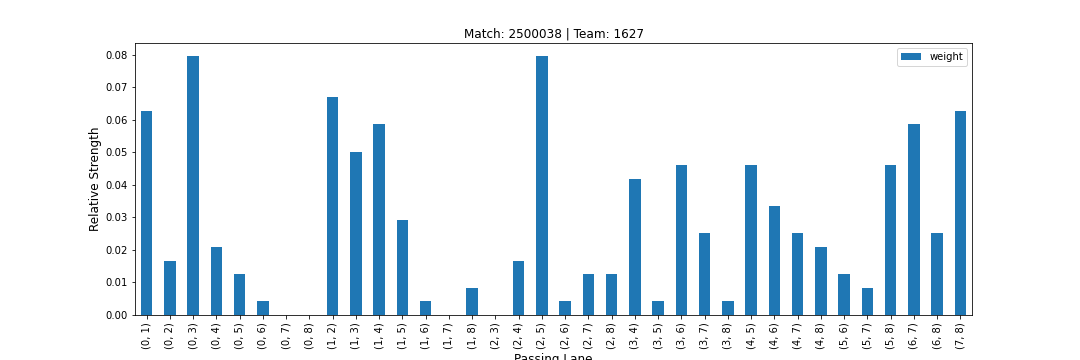 Match: 2500038 | Team: 1627
weight
Relative Strength
0.08
0.07
0.06
0.05
0.04
0.03
0.02
0.01
0.00
(0, 1) (0, 2) (0, 3) (0, 4) (0, 5) (0, 6) (0, 7) (0, 8) (1, 2) (1, 3) (1, 4) (1, 5) (1, 6) (1, 7) (1, 8) (2, 3) (2, 4) (2, 5) (2, 6) (2, 7) (2, 8) (3, 4) (3, 5) (3, 6) (3, 7) (3, 8) (4, 5) (4, 6) (4, 7) (4, 8) (5, 6) (5, 7) (5, 8) (6, 7) (6, 8) (7, 8)
Passing Lane